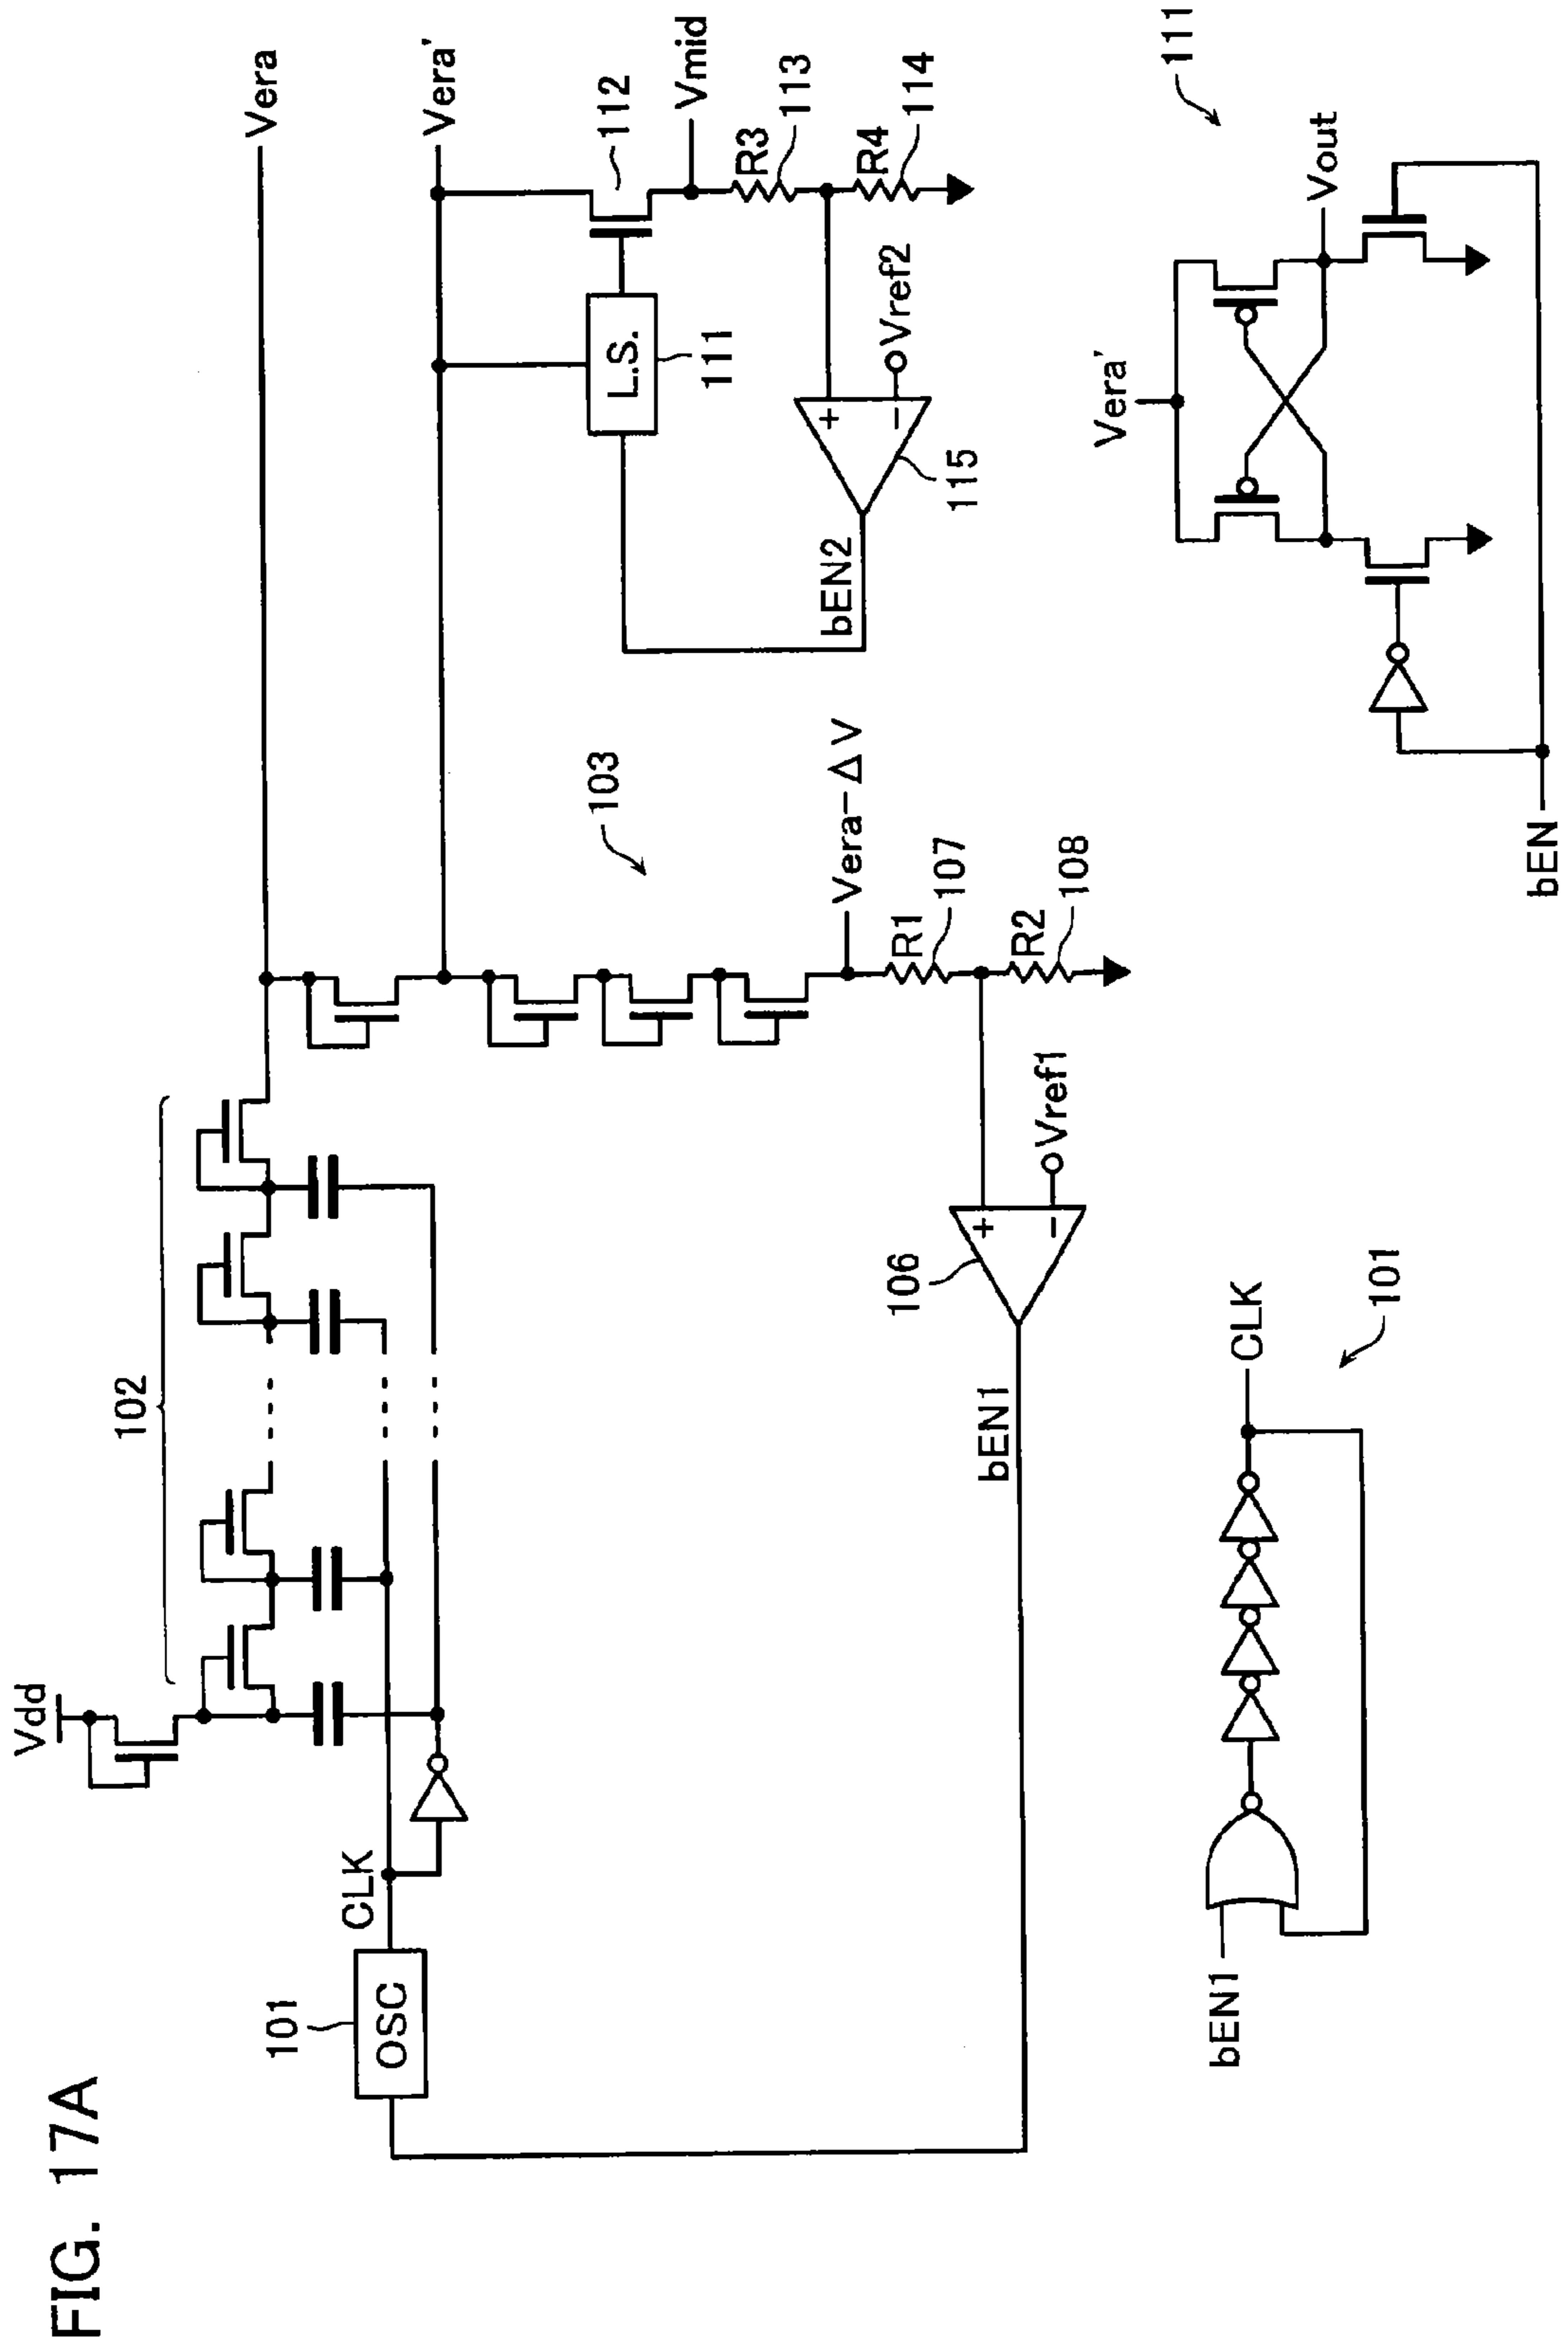 FIG. 17A
Vdd
102
Vera
Vera'
101
OSC
CLK
103
L.S.
111
112
Vmid
R3
113
R4
114
+
−
Vref2
115
bEN2
Vera−ΔV
R1
107
R2
108
+
−
Vref1
106
bEN1
bEN1
CLK
101
Vera'
111
Vout
bEN